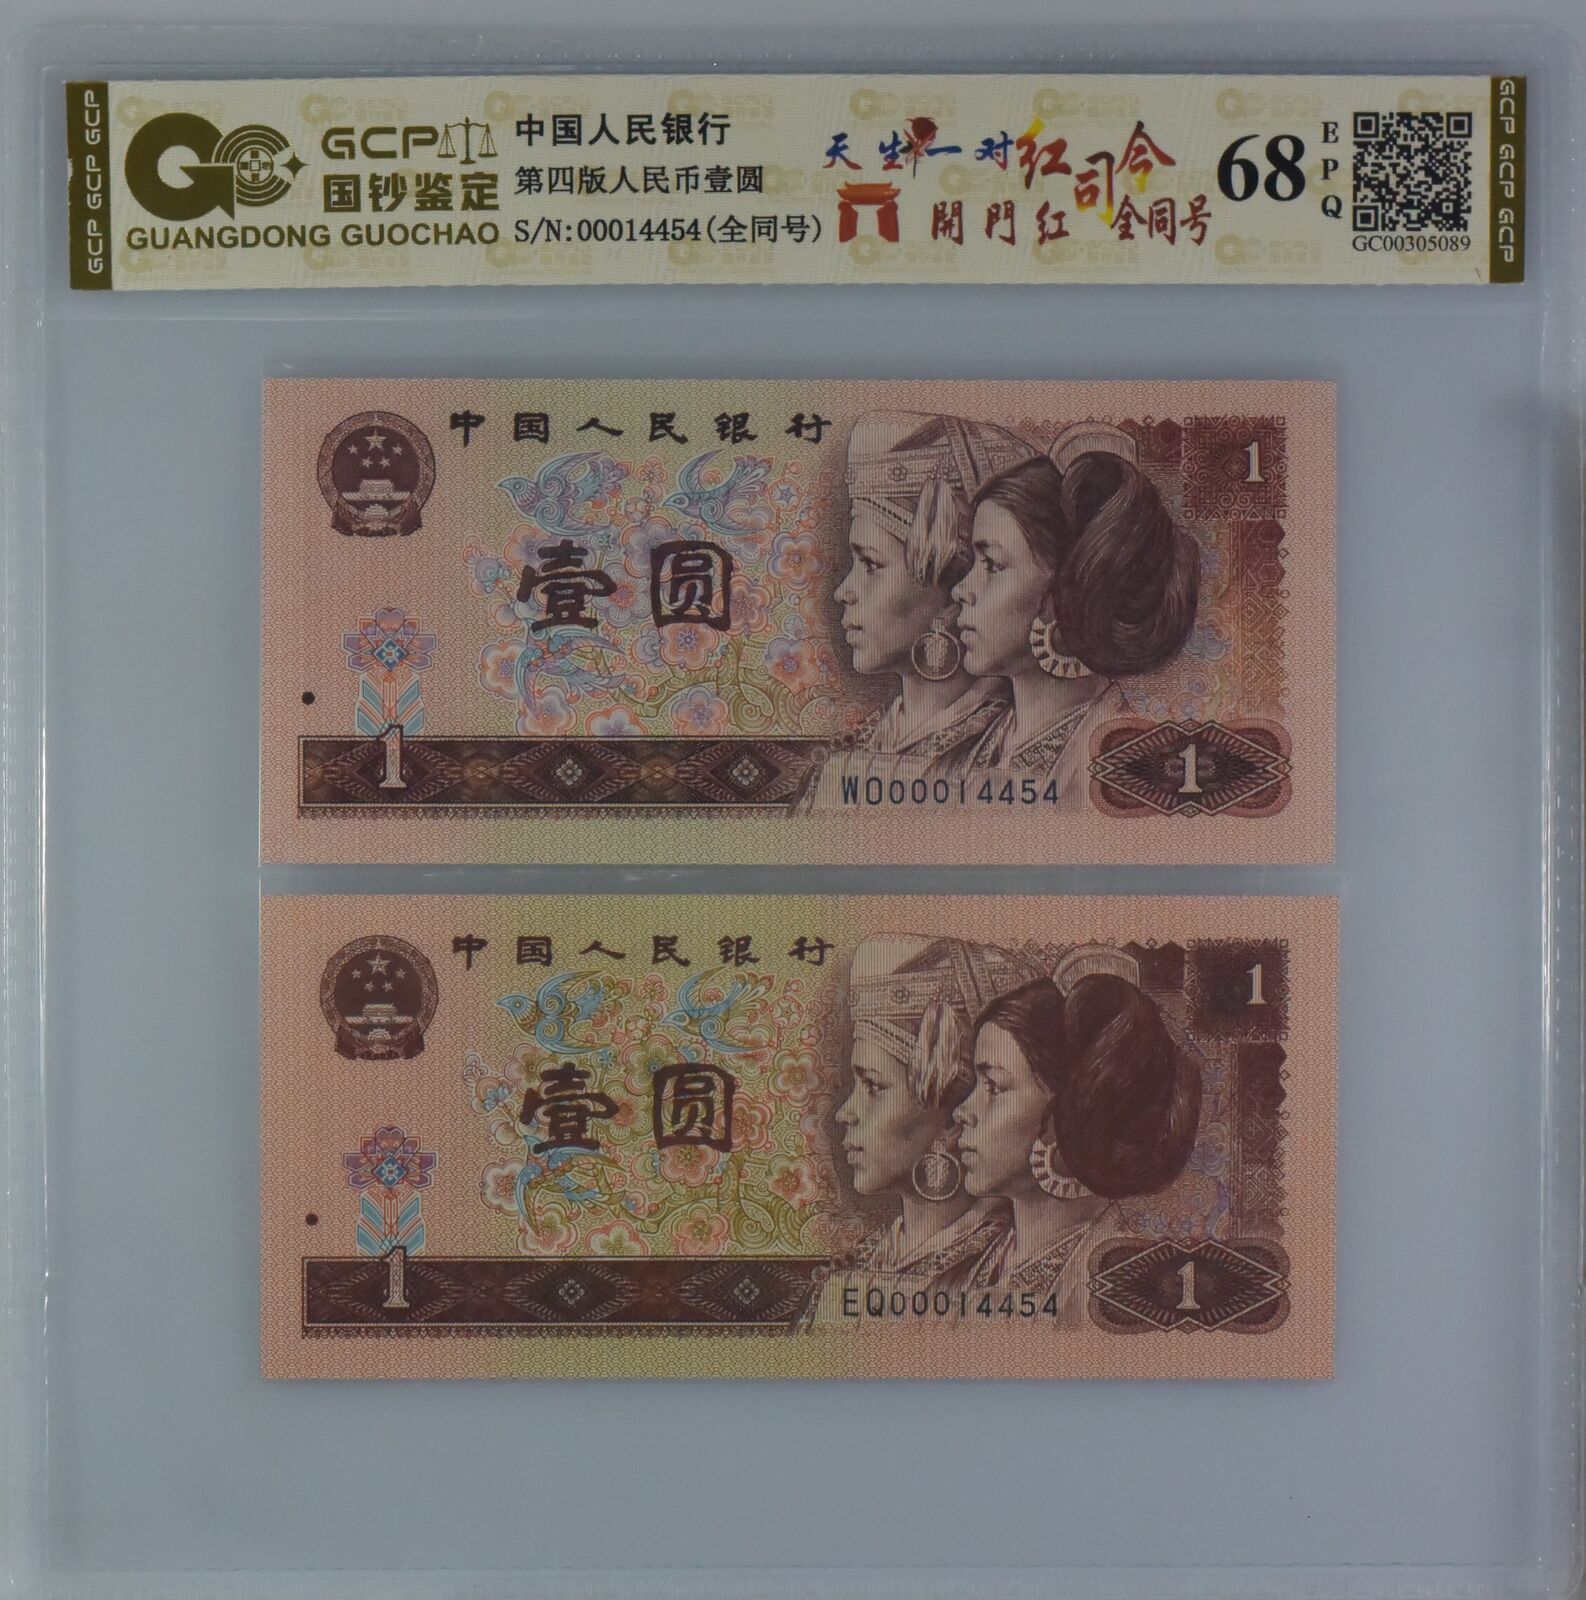 GCP
国钞鉴定
GUANGDONG GUOCHAO
中国人民银行
第四版人民币壹圆
S/N:00014454(全同号)
天生一对红司令
開門红全同号
68
EPQ
GC00305089
GCP GCP GCP
GCP GCP GCP
中国人民银行
1
壹圆
1
WO00014454
1
中国人民银行
1
壹圆
1
EQ00014454
1